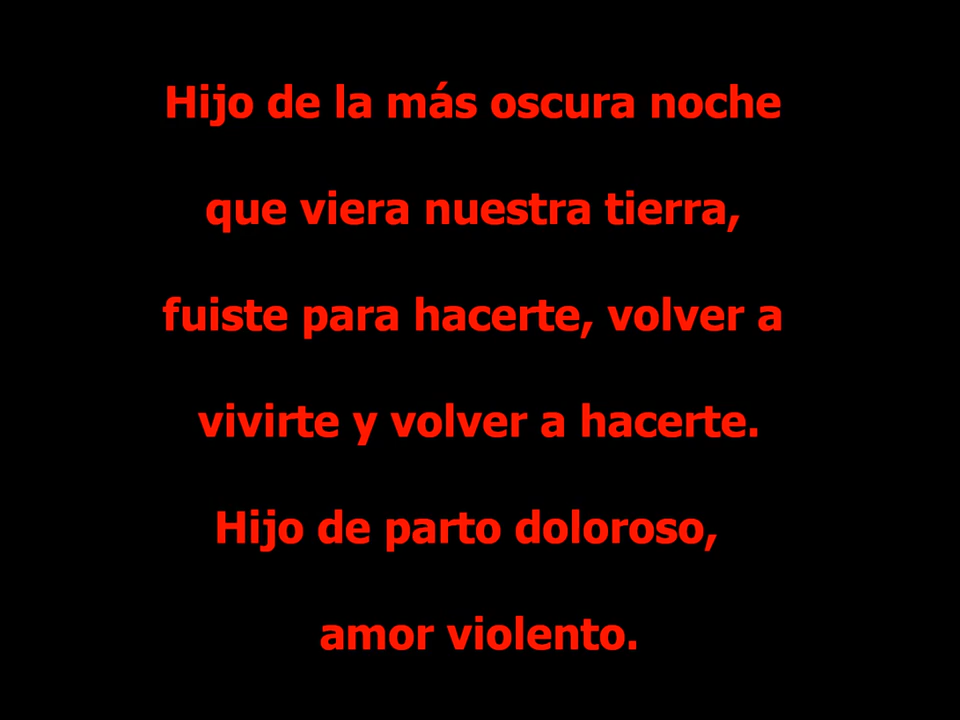 Hijo de la más oscura noche
que viera nuestra tierra,
fuiste para hacerte, volver a
vivirte y volver a hacerte.
Hijo de parto doloroso,
amor violento.